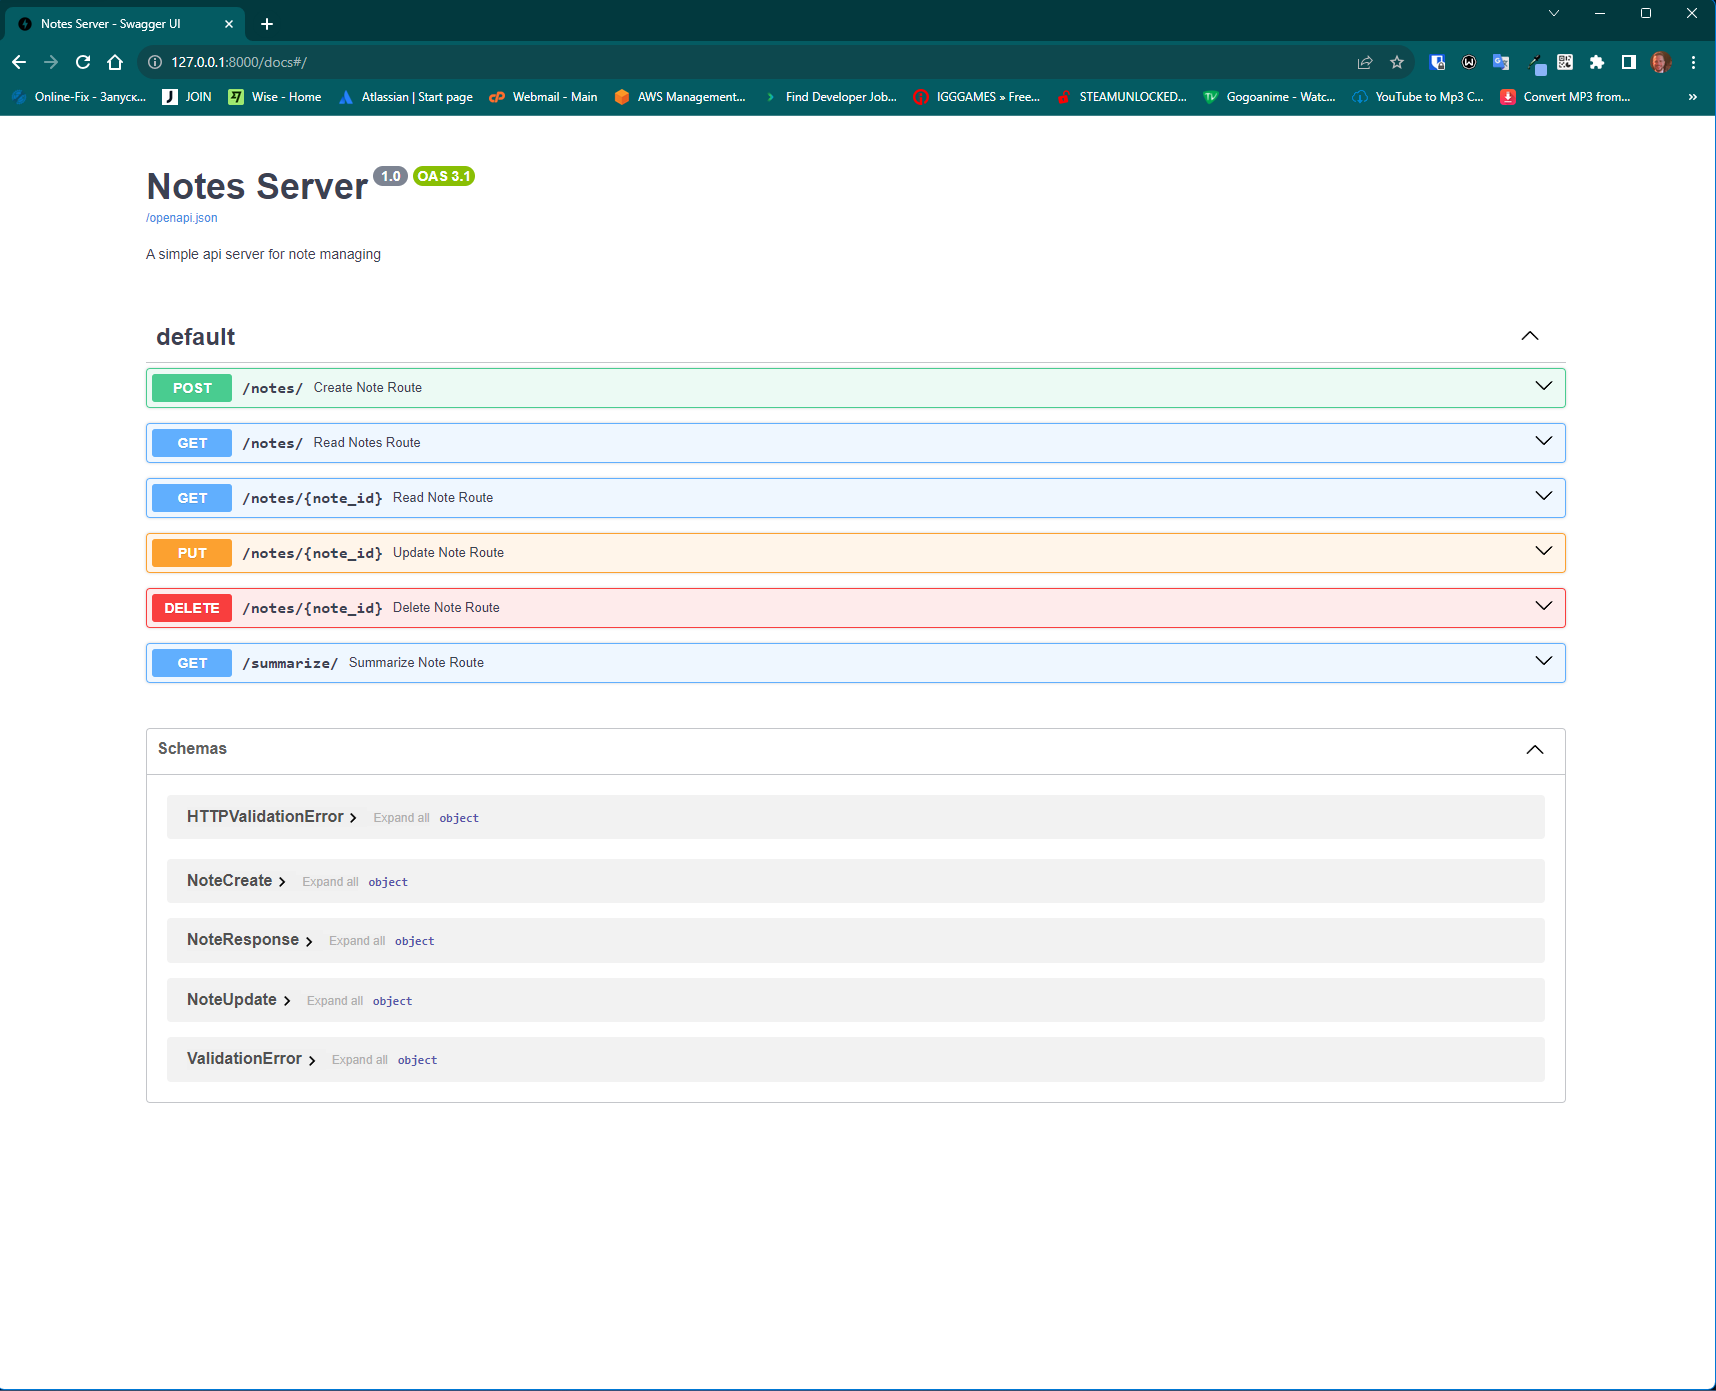 Notes Server - Swagger UI
127.0.0.1:8000/docs#/
Online-Fix - Запуск... JOIN Wise - Home Atlassian | Start page Webmail - Main AWS Management... Find Developer Job... IGGGAMES » Free... STEAMUNLOCKED... Gogoanime - Watc... YouTube to Mp3 C... Convert MP3 from... »
Notes Server 1.0 OAS 3.1
/openapi.json
A simple api server for note managing
default
POST /notes/ Create Note Route
GET /notes/ Read Notes Route
GET /notes/{note_id} Read Note Route
PUT /notes/{note_id} Update Note Route
DELETE /notes/{note_id} Delete Note Route
GET /summarize/ Summarize Note Route
Schemas
HTTPValidationError Expand all object
NoteCreate Expand all object
NoteResponse Expand all object
NoteUpdate Expand all object
ValidationError Expand all object